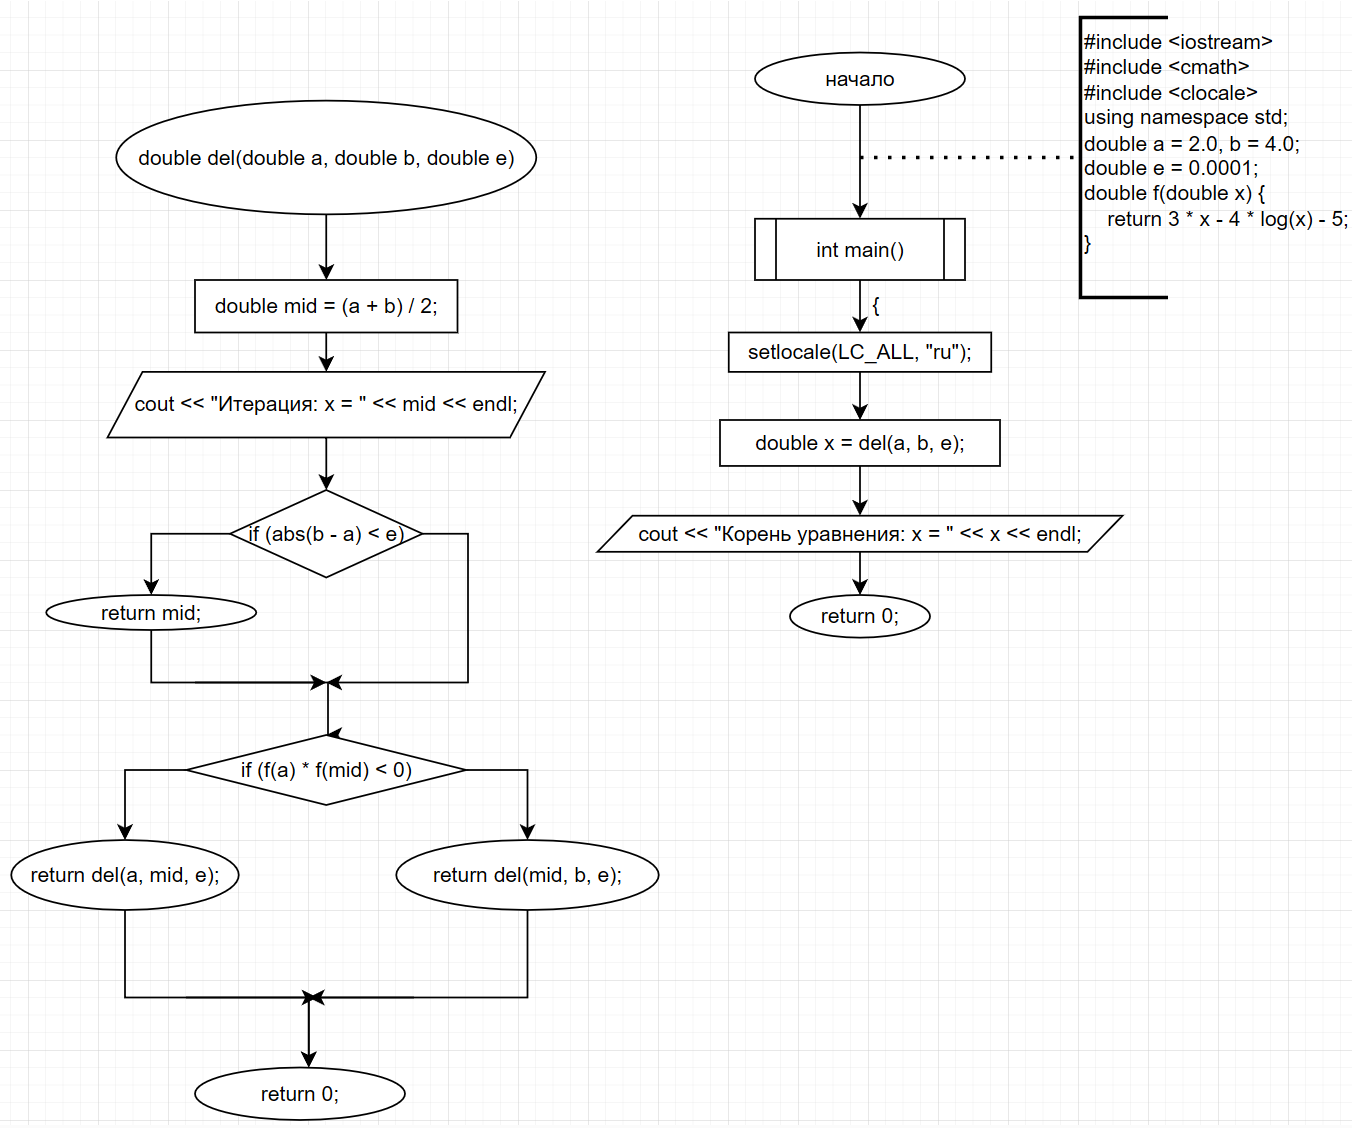 double del(double a, double b, double e)
double mid = (a + b) / 2;
cout << "Итерация: x = " << mid << endl;
if (abs(b - a) < e)
return mid;
if (f(a) * f(mid) < 0)
return del(a, mid, e);
return del(mid, b, e);
return 0;
начало
int main()
{
setlocale(LC_ALL, "ru");
double x = del(a, b, e);
cout << "Корень уравнения: x = " << x << endl;
return 0;
#include <iostream>
#include <cmath>
#include <clocale>
using namespace std;
double a = 2.0, b = 4.0;
double e = 0.0001;
double f(double x) {
    return 3 * x - 4 * log(x) - 5;
}